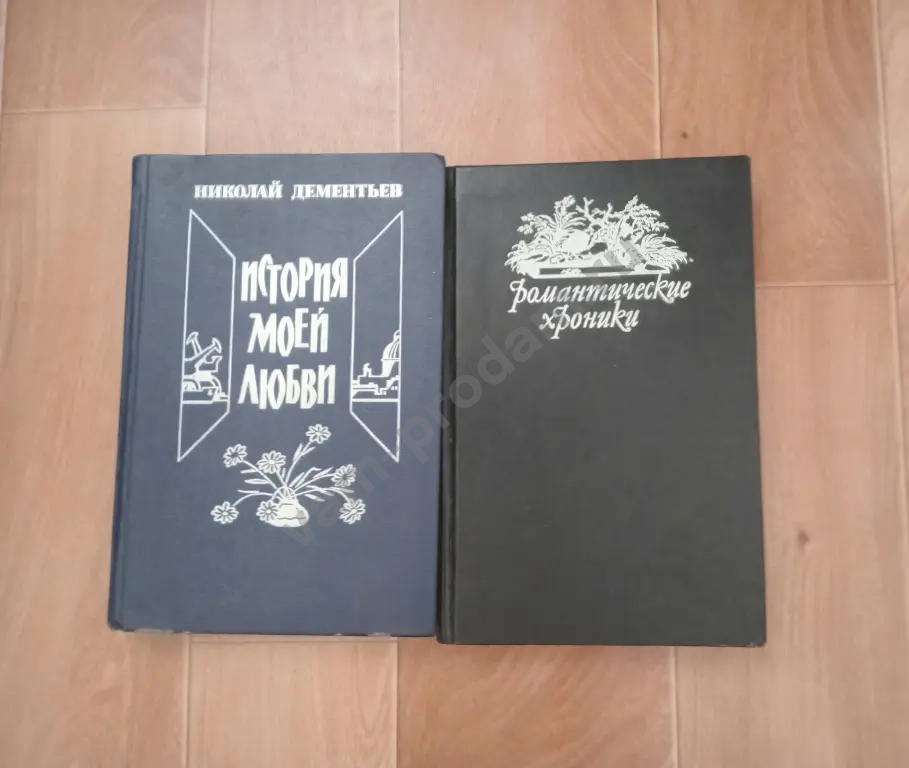 НИКОЛАЙ ДЕМЕНТЬЕВ
ИСТОРИЯ
МОЕЙ
ЛЮБВИ
романтические
хроники